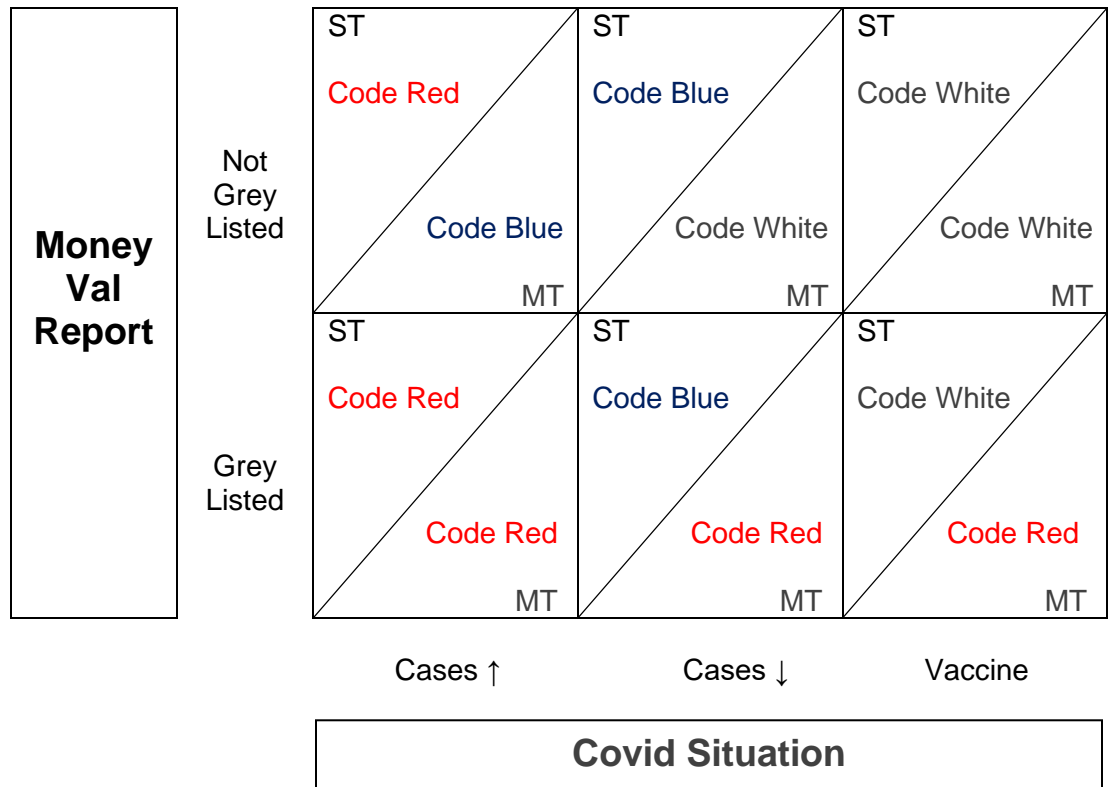 ST ST ST
Code Red Code Blue Code White
Not
Grey
Listed
Code Blue Code White Code White
MT MT MT
Money
Val
Report
ST ST ST
Code Red Code Blue Code White
Grey
Listed
Code Red Code Red Code Red
MT MT MT
Cases ↑ Cases ↓ Vaccine
Covid Situation